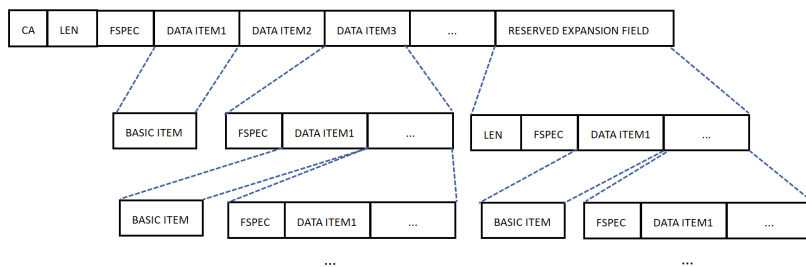 CA LEN FSPEC DATA ITEM1 DATA ITEM2 DATA ITEM3 ... RESERVED EXPANSION FIELD
BASIC ITEM FSPEC DATA ITEM1 ... LEN FSPEC DATA ITEM1 ...
BASIC ITEM FSPEC DATA ITEM1 ... BASIC ITEM FSPEC DATA ITEM1 ...
... ...